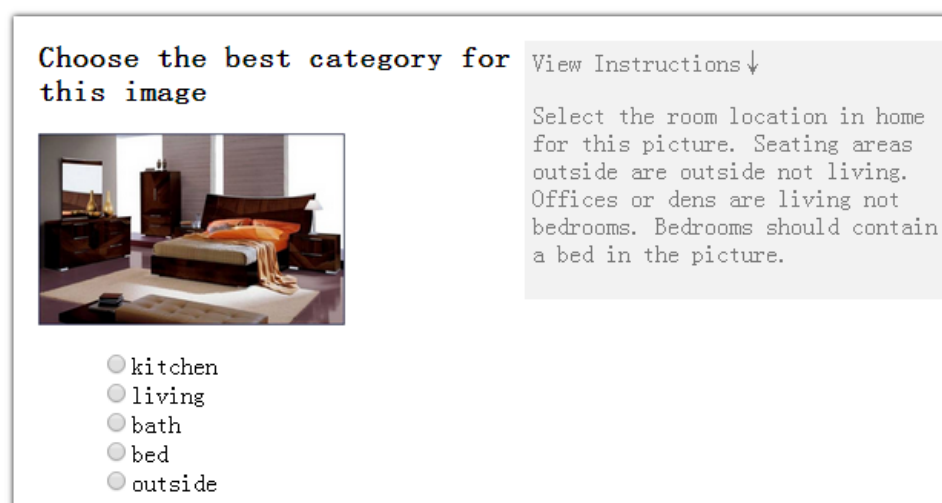 Choose the best category for
this image
View Instructions↓
Select the room location in home
for this picture. Seating areas
outside are outside not living.
Offices or dens are living not
bedrooms. Bedrooms should contain
a bed in the picture.
kitchen
living
bath
bed
outside